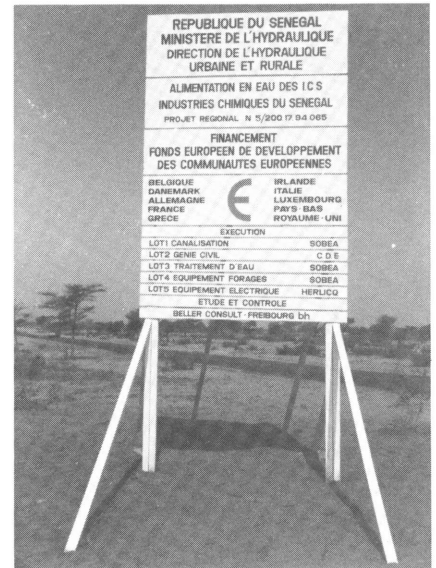 REPUBLIQUE DU SENEGAL
MINISTERE DE L'HYDRAULIQUE
DIRECTION DE L'HYDRAULIQUE
URBAINE ET RURALE
ALIMENTATION EN EAU DES I.C S
INDUSTRIES CHIMIQUES DU SENEGAL
PROJET REGIONAL N 5/200 17 94 065
FINANCEMENT
FONDS EUROPEEN DE DEVELOPPEMENT
DES COMMUNAUTES EUROPEENNES
BELGIQUE IRLANDE
DANEMARK ITALIE
ALLEMAGNE LUXEMBOURG
FRANCE PAYS-BAS
GRECE ROYAUME-UNI
EXECUTION
LOT1 CANALISATION SOBEA
LOT2 GENIE CIVIL C D E
LOT3 TRAITEMENT D'EAU SOBEA
LOT4 EQUIPEMENT FORAGES SOBEA
LOT5 EQUIPEMENT ELECTRIQUE HERLICQ
ETUDE ET CONTROLE
BELLER CONSULT-FREIBOURG bh